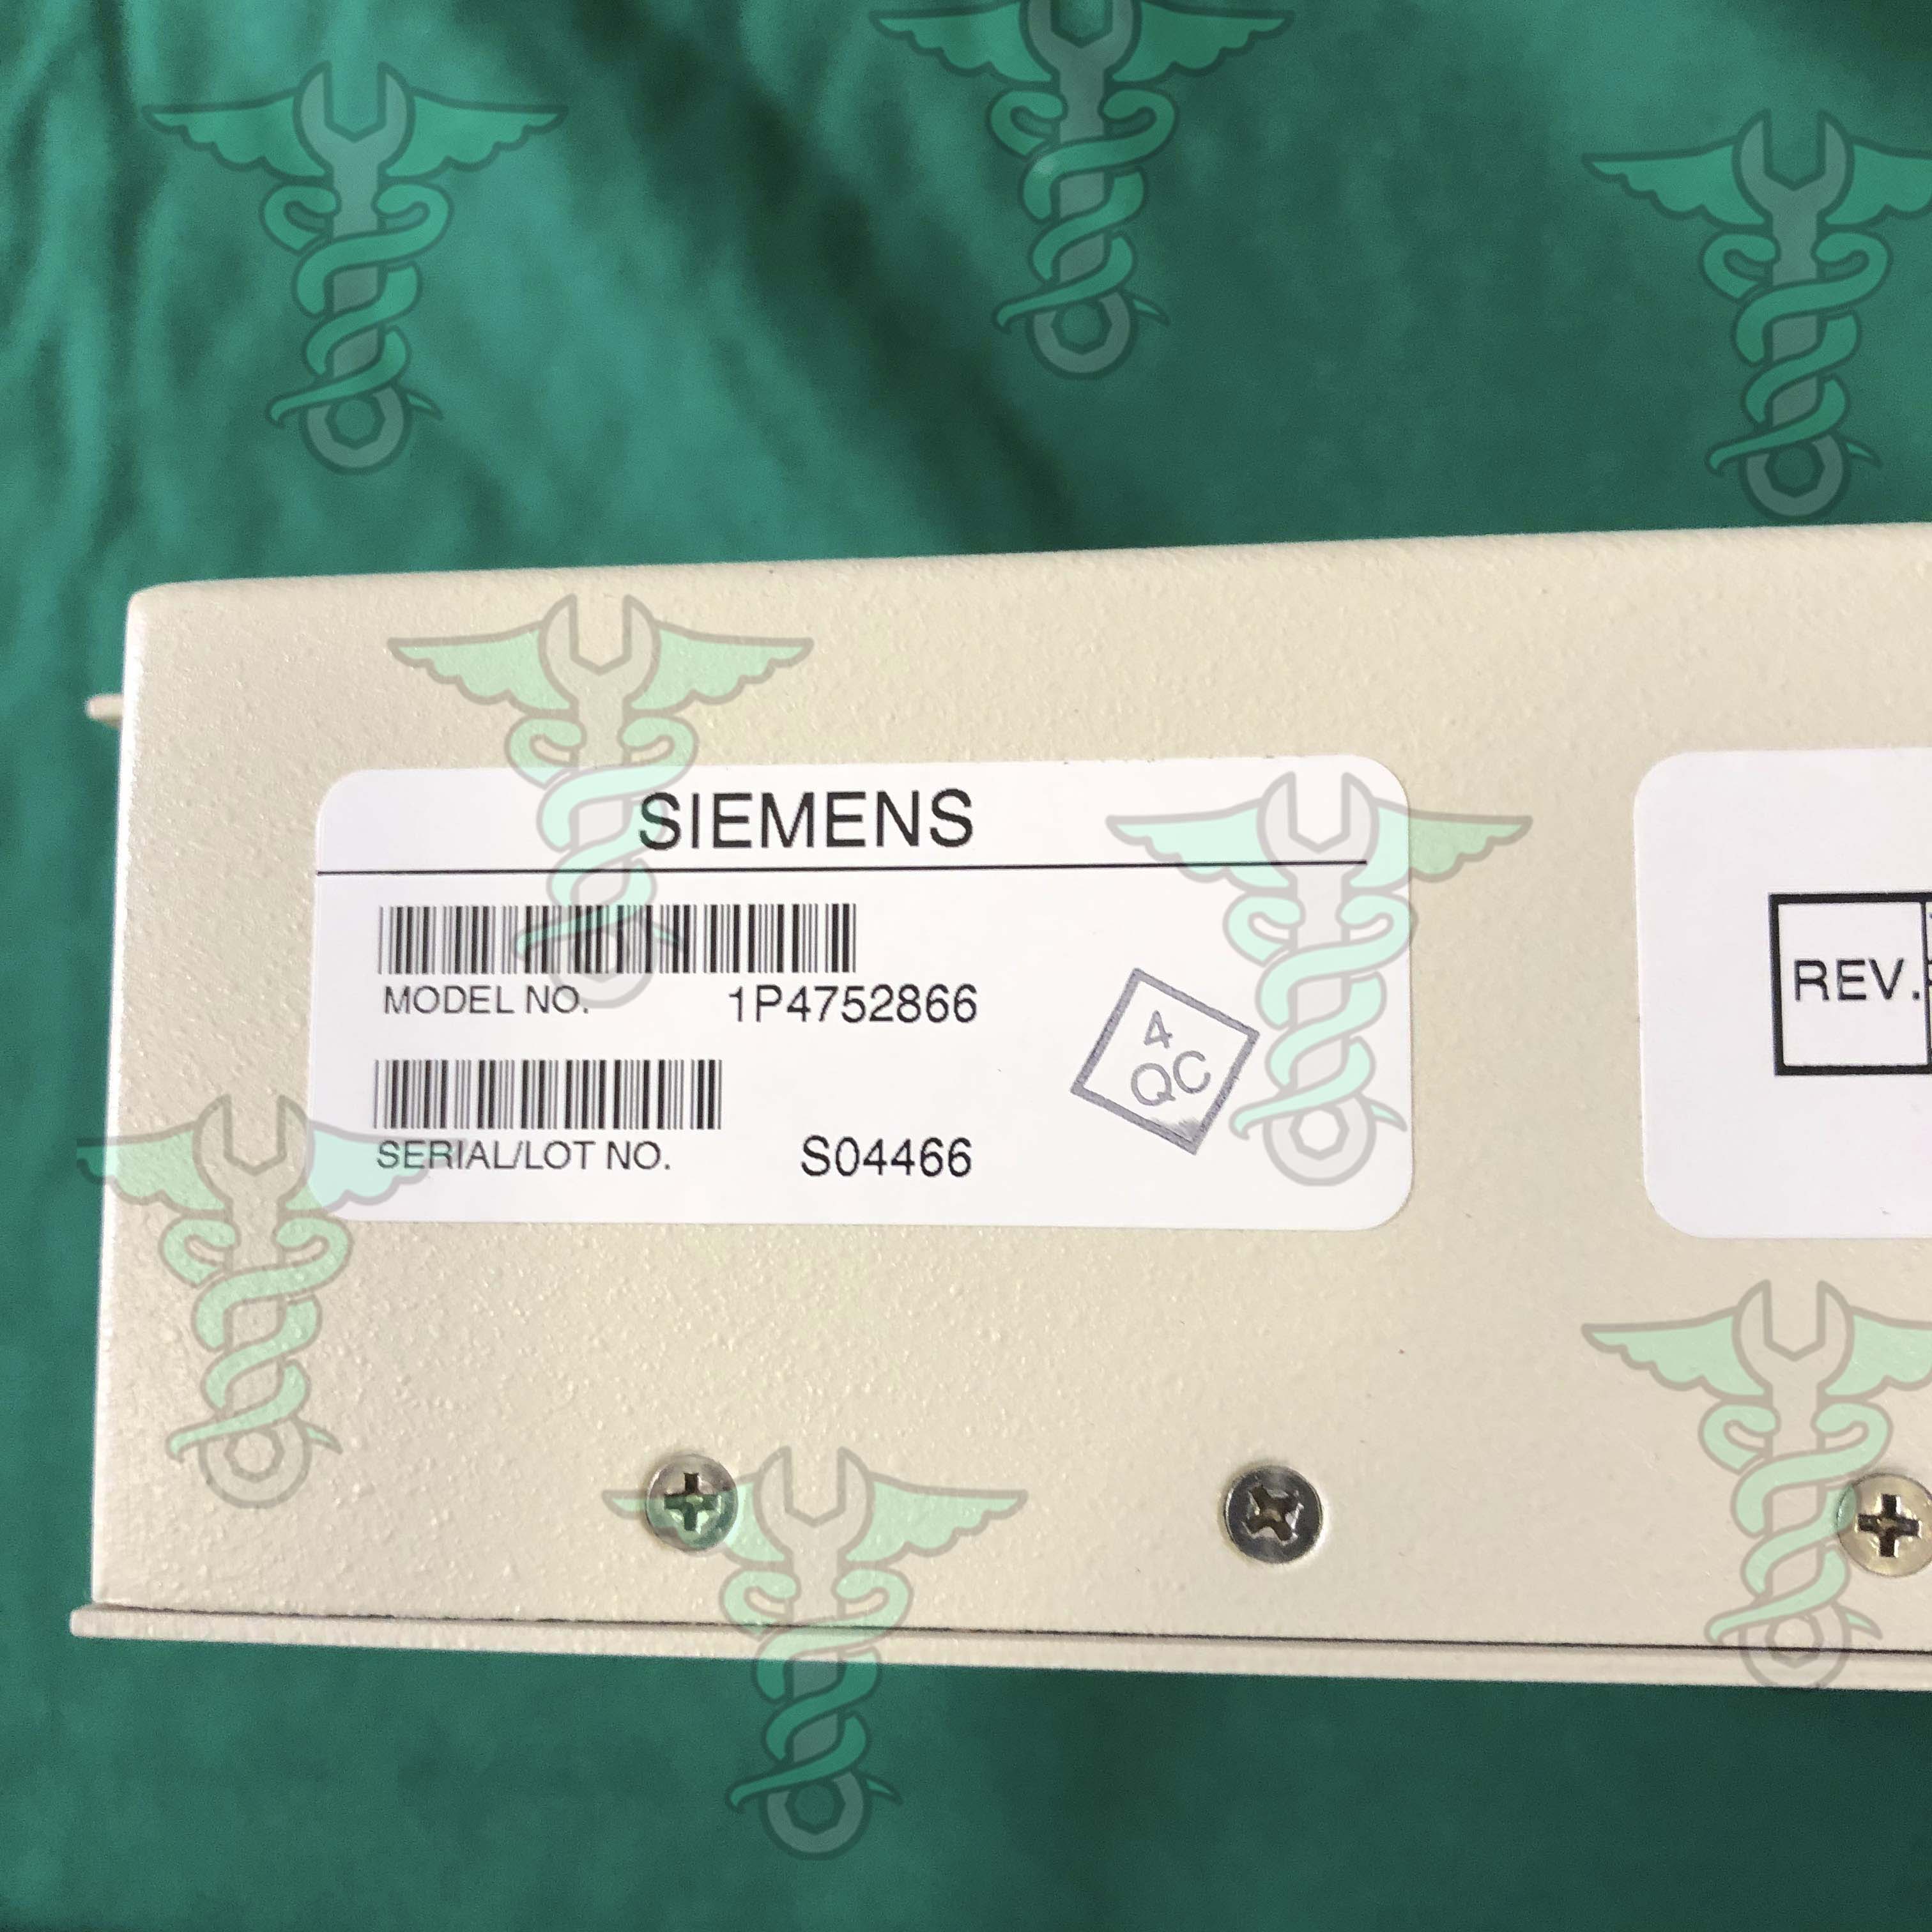 SIEMENS
MODEL NO. 1P4752866
4
QC
SERIAL/LOT NO. S04466
REV.